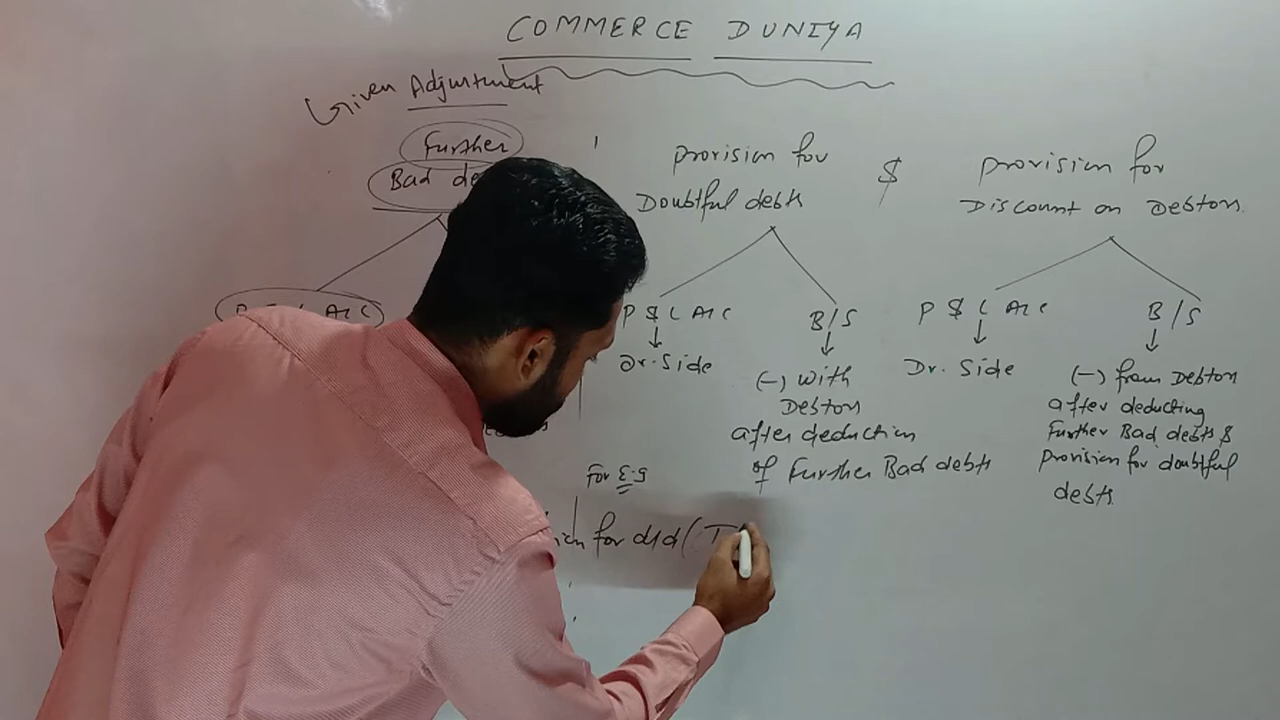 COMMERCE DUNIYA
Given Adjustment
Further
Bad de
Provision for
Doubtful debts
$
Provision for
Discount on Debtors
P $ L A/C
B/S
P $ L A/C
B/S
Dr. Side
(-) with
Debtors
after deduction
of Further Bad debts
Dr. Side
(-) from Debtors
after deducting
Further Bad debts $
Provision for doubtful
debts
For E.g
for d/d (T